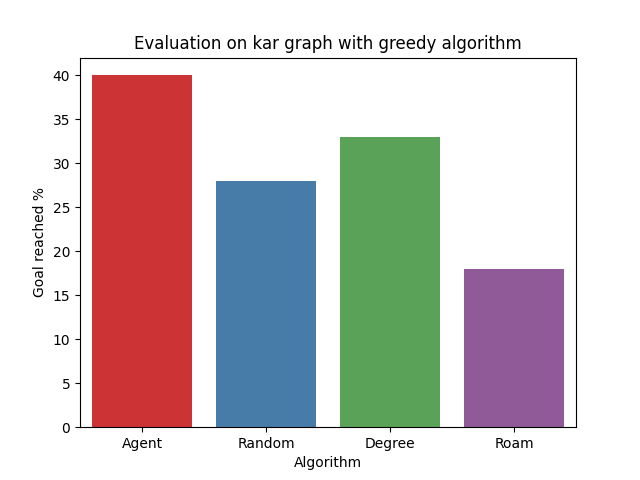 Evaluation on kar graph with greedy algorithm
Goal reached %
40
35
30
25
20
15
10
5
0
Agent Random Degree Roam
Algorithm